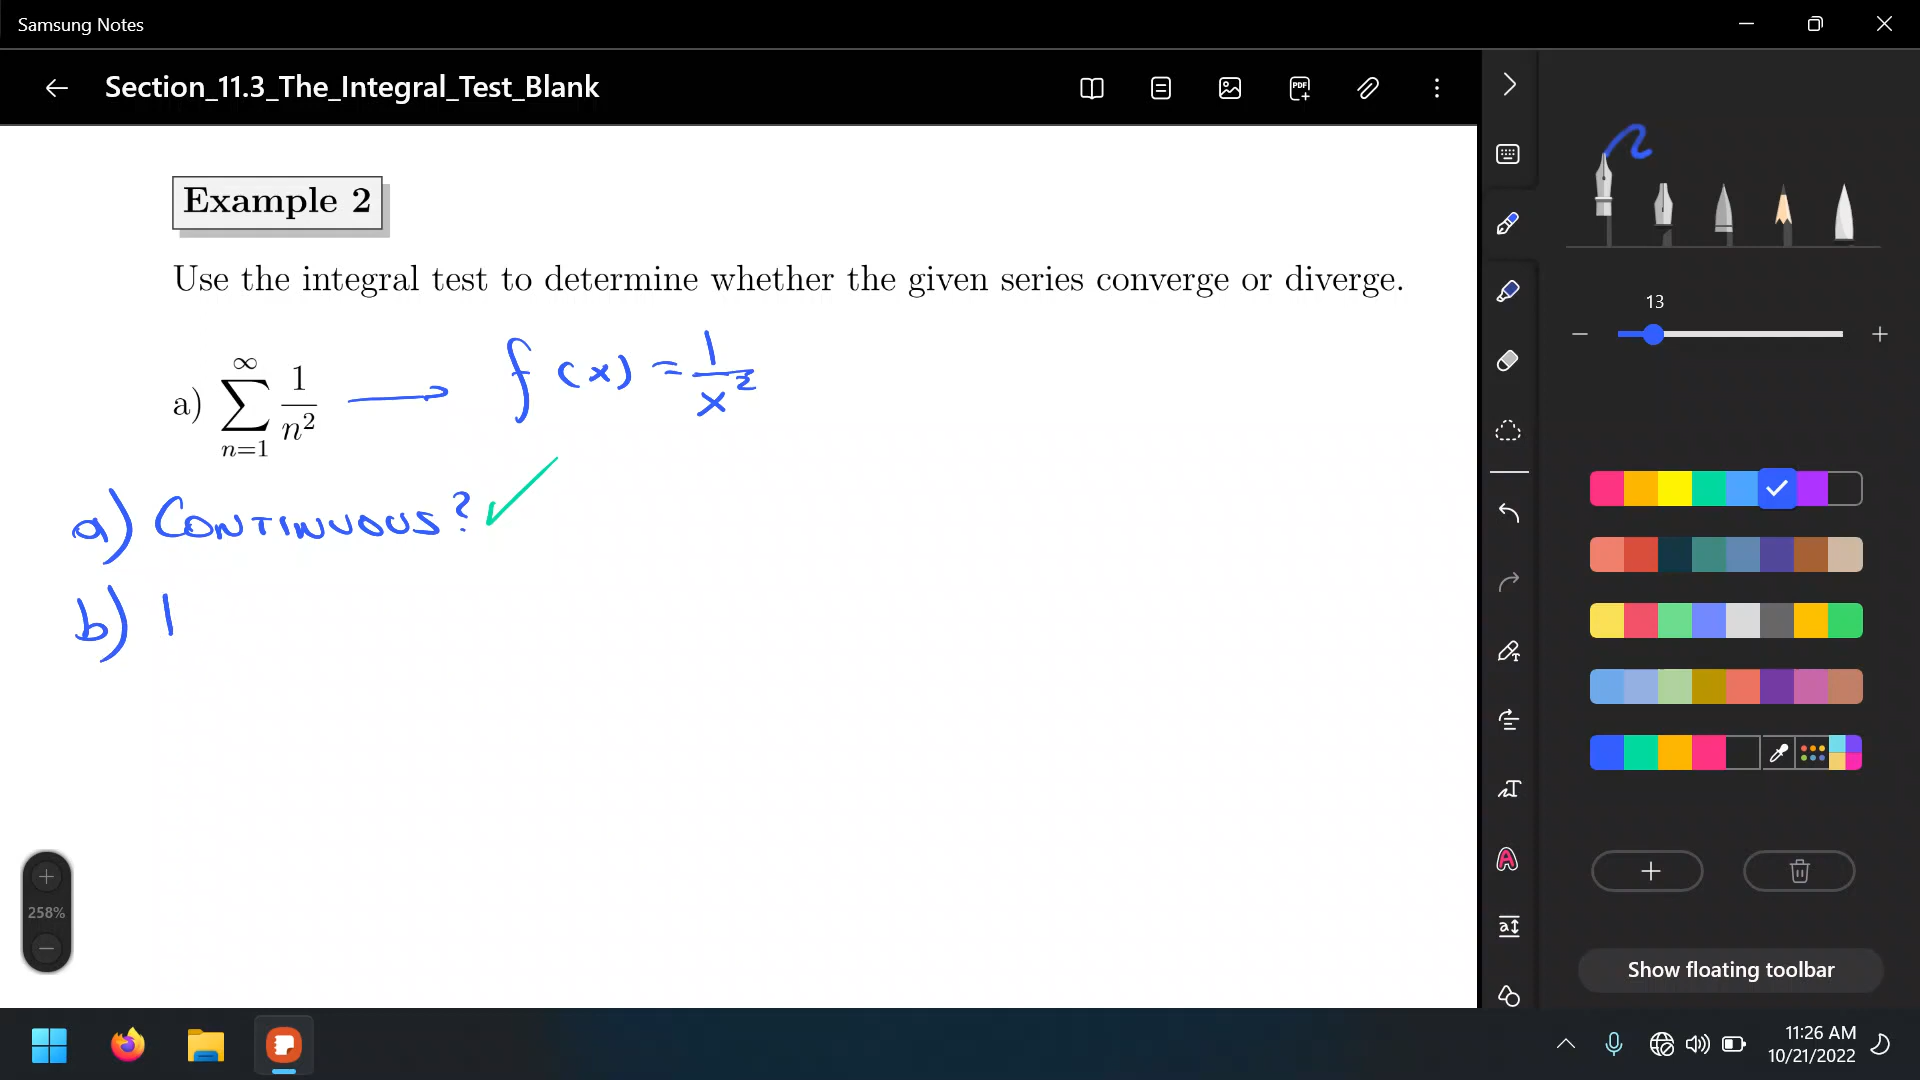 Samsung Notes
Section_11.3_The_Integral_Test_Blank
PDF
Example 2
Use the integral test to determine whether the given series converge or diverge.
a) ∑_{n=1}^{∞} 1/n² → f(x) = 1/x²
a) CONTINUOUS? ✓
b) I
13
258%
Show floating toolbar
11:26 AM
10/21/2022